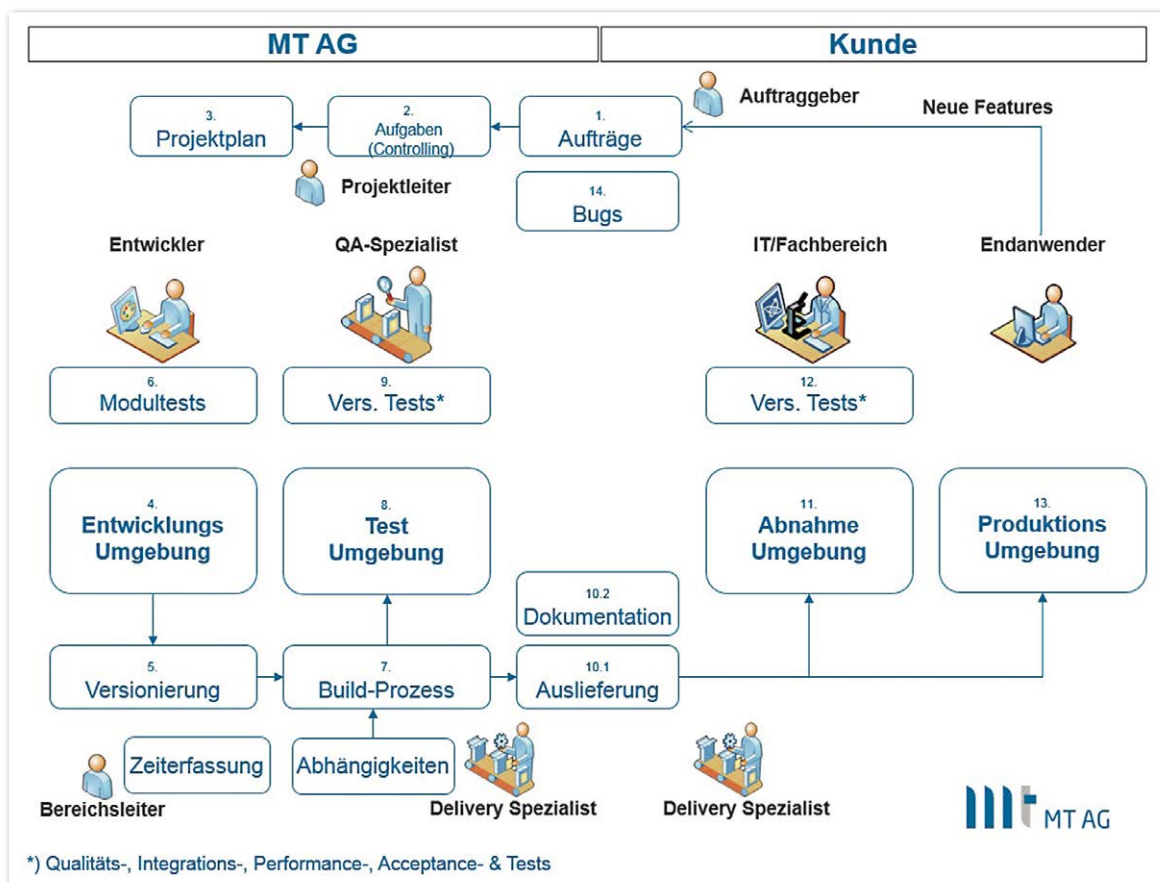 MT AG
Kunde
Auftraggeber
Neue Features
3.
Projektplan
2.
Aufgaben
(Controlling)
1.
Aufträge
Projektleiter
14.
Bugs
Entwickler
QA-Spezialist
IT/Fachbereich
Endanwender
6.
Modultests
9.
Vers. Tests*
12.
Vers. Tests*
4.
Entwicklungs
Umgebung
8.
Test
Umgebung
11.
Abnahme
Umgebung
13.
Produktions
Umgebung
10.2
Dokumentation
5.
Versionierung
7.
Build-Prozess
10.1
Auslieferung
Zeiterfassung
Abhängigkeiten
Bereichsleiter
Delivery Spezialist
Delivery Spezialist
mt MT AG
*) Qualitäts-, Integrations-, Performance-, Acceptance- & Tests